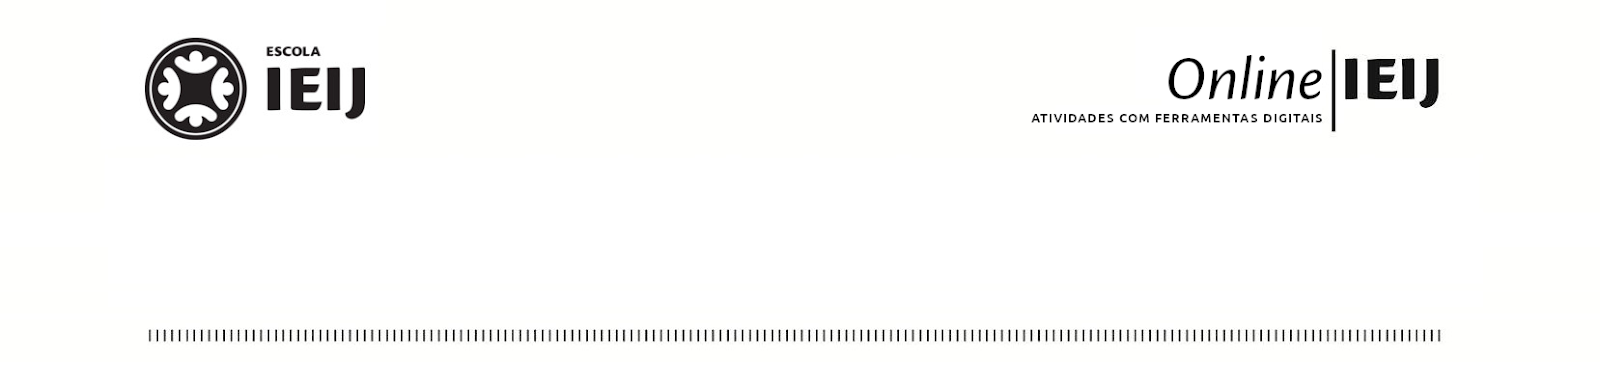 ESCOLA
IEIJ
Online IEIJ
ATIVIDADES COM FERRAMENTAS DIGITAIS